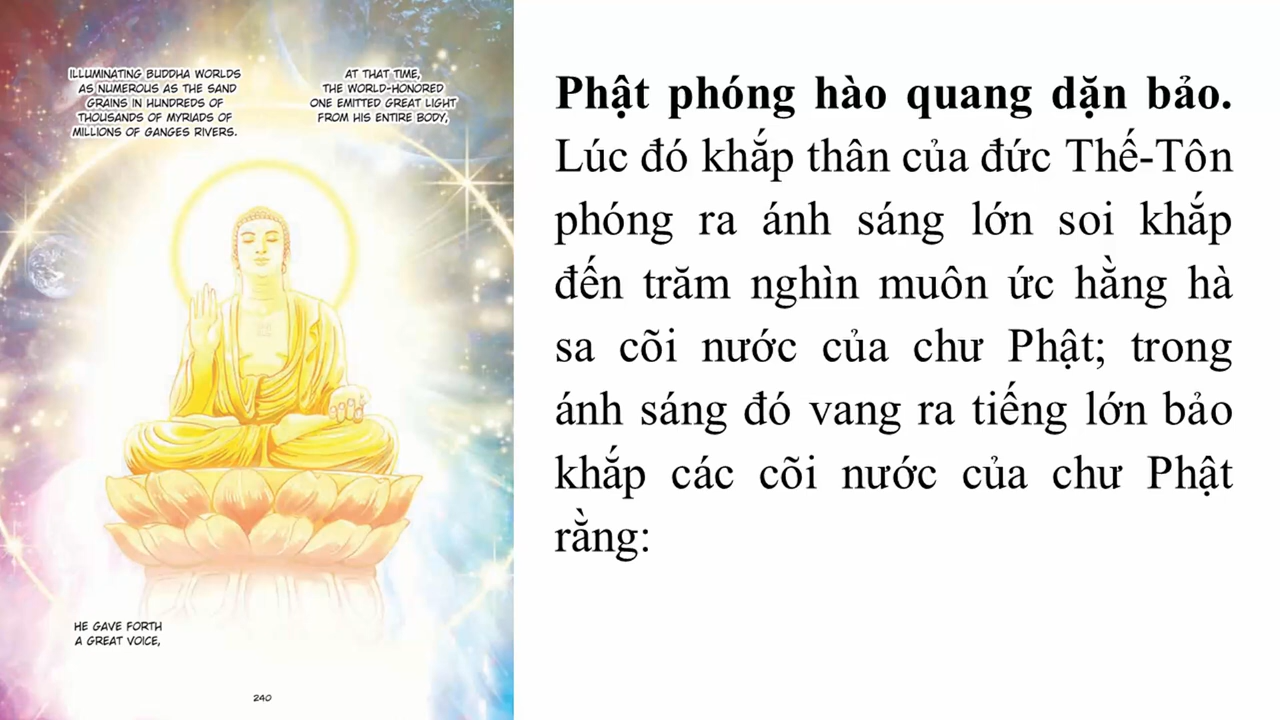 AT THAT TIME,
THE WORLD-HONORED
ONE EMITTED GREAT LIGHT
FROM HIS ENTIRE BODY,
ILLUMINATING BUDDHA WORLDS
AS NUMEROUS AS THE SAND
GRAINS IN HUNDREDS OF
THOUSANDS OF MYRIADS OF
MILLIONS OF GANGES RIVERS.
HE GAVE FORTH
A GREAT VOICE,
240
Phật phóng hào quang dặn bảo.
Lúc đó khắp thân của đức Thế-Tôn
phóng ra ánh sáng lớn soi khắp
đến trăm nghìn muôn ức hằng hà
sa cõi nước của chư Phật; trong
ánh sáng đó vang ra tiếng lớn bảo
khắp các cõi nước của chư Phật
rằng: